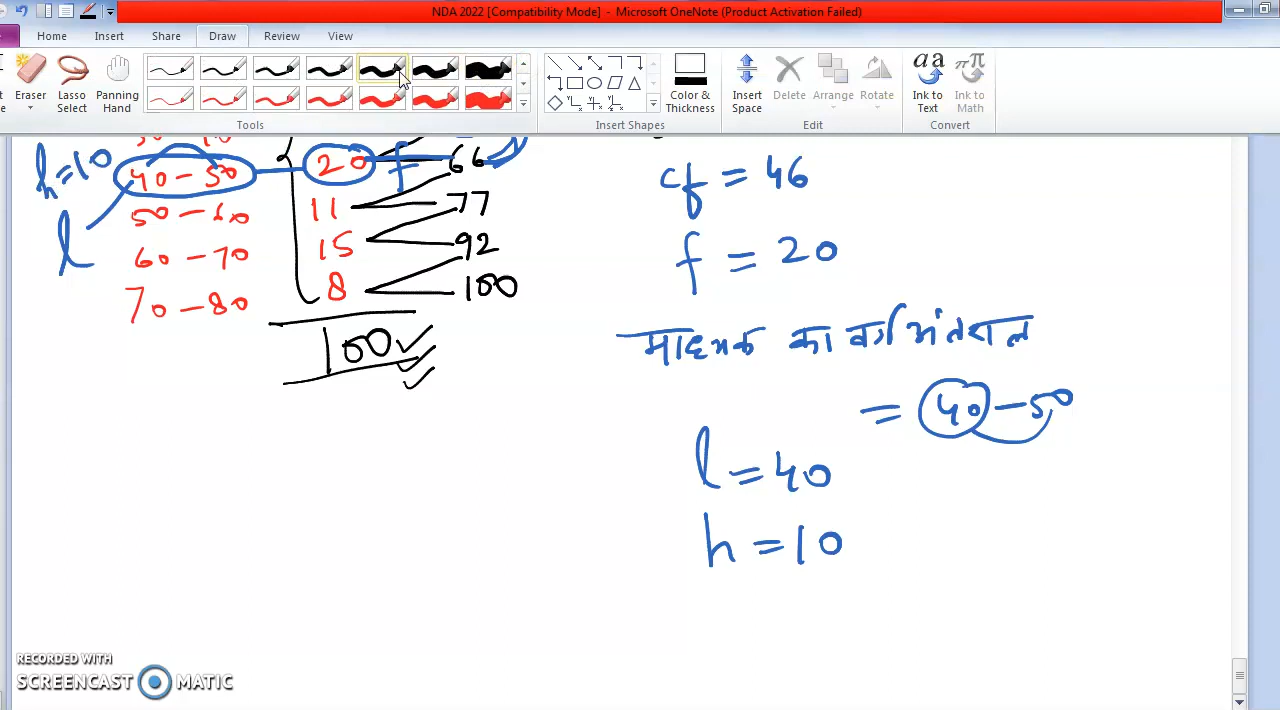 NDA 2022 [Compatibility Mode] - Microsoft OneNote (Product Activation Failed)
Home Insert Share Draw Review View
Eraser Lasso Select Panning Hand Color & Thickness Insert Space Delete Arrange Rotate Ink to Text Ink to Math
Tools Insert Shapes Edit Convert
h=10 40-50 20 f 66
l 50-60 11 77
60-70 15 92
70-80 8 100
100
cf = 46
f = 20
माध्यक का वर्ग अंतराल
= 40-50
l=40
h=10
RECORDED WITH
SCREENCAST MATIC